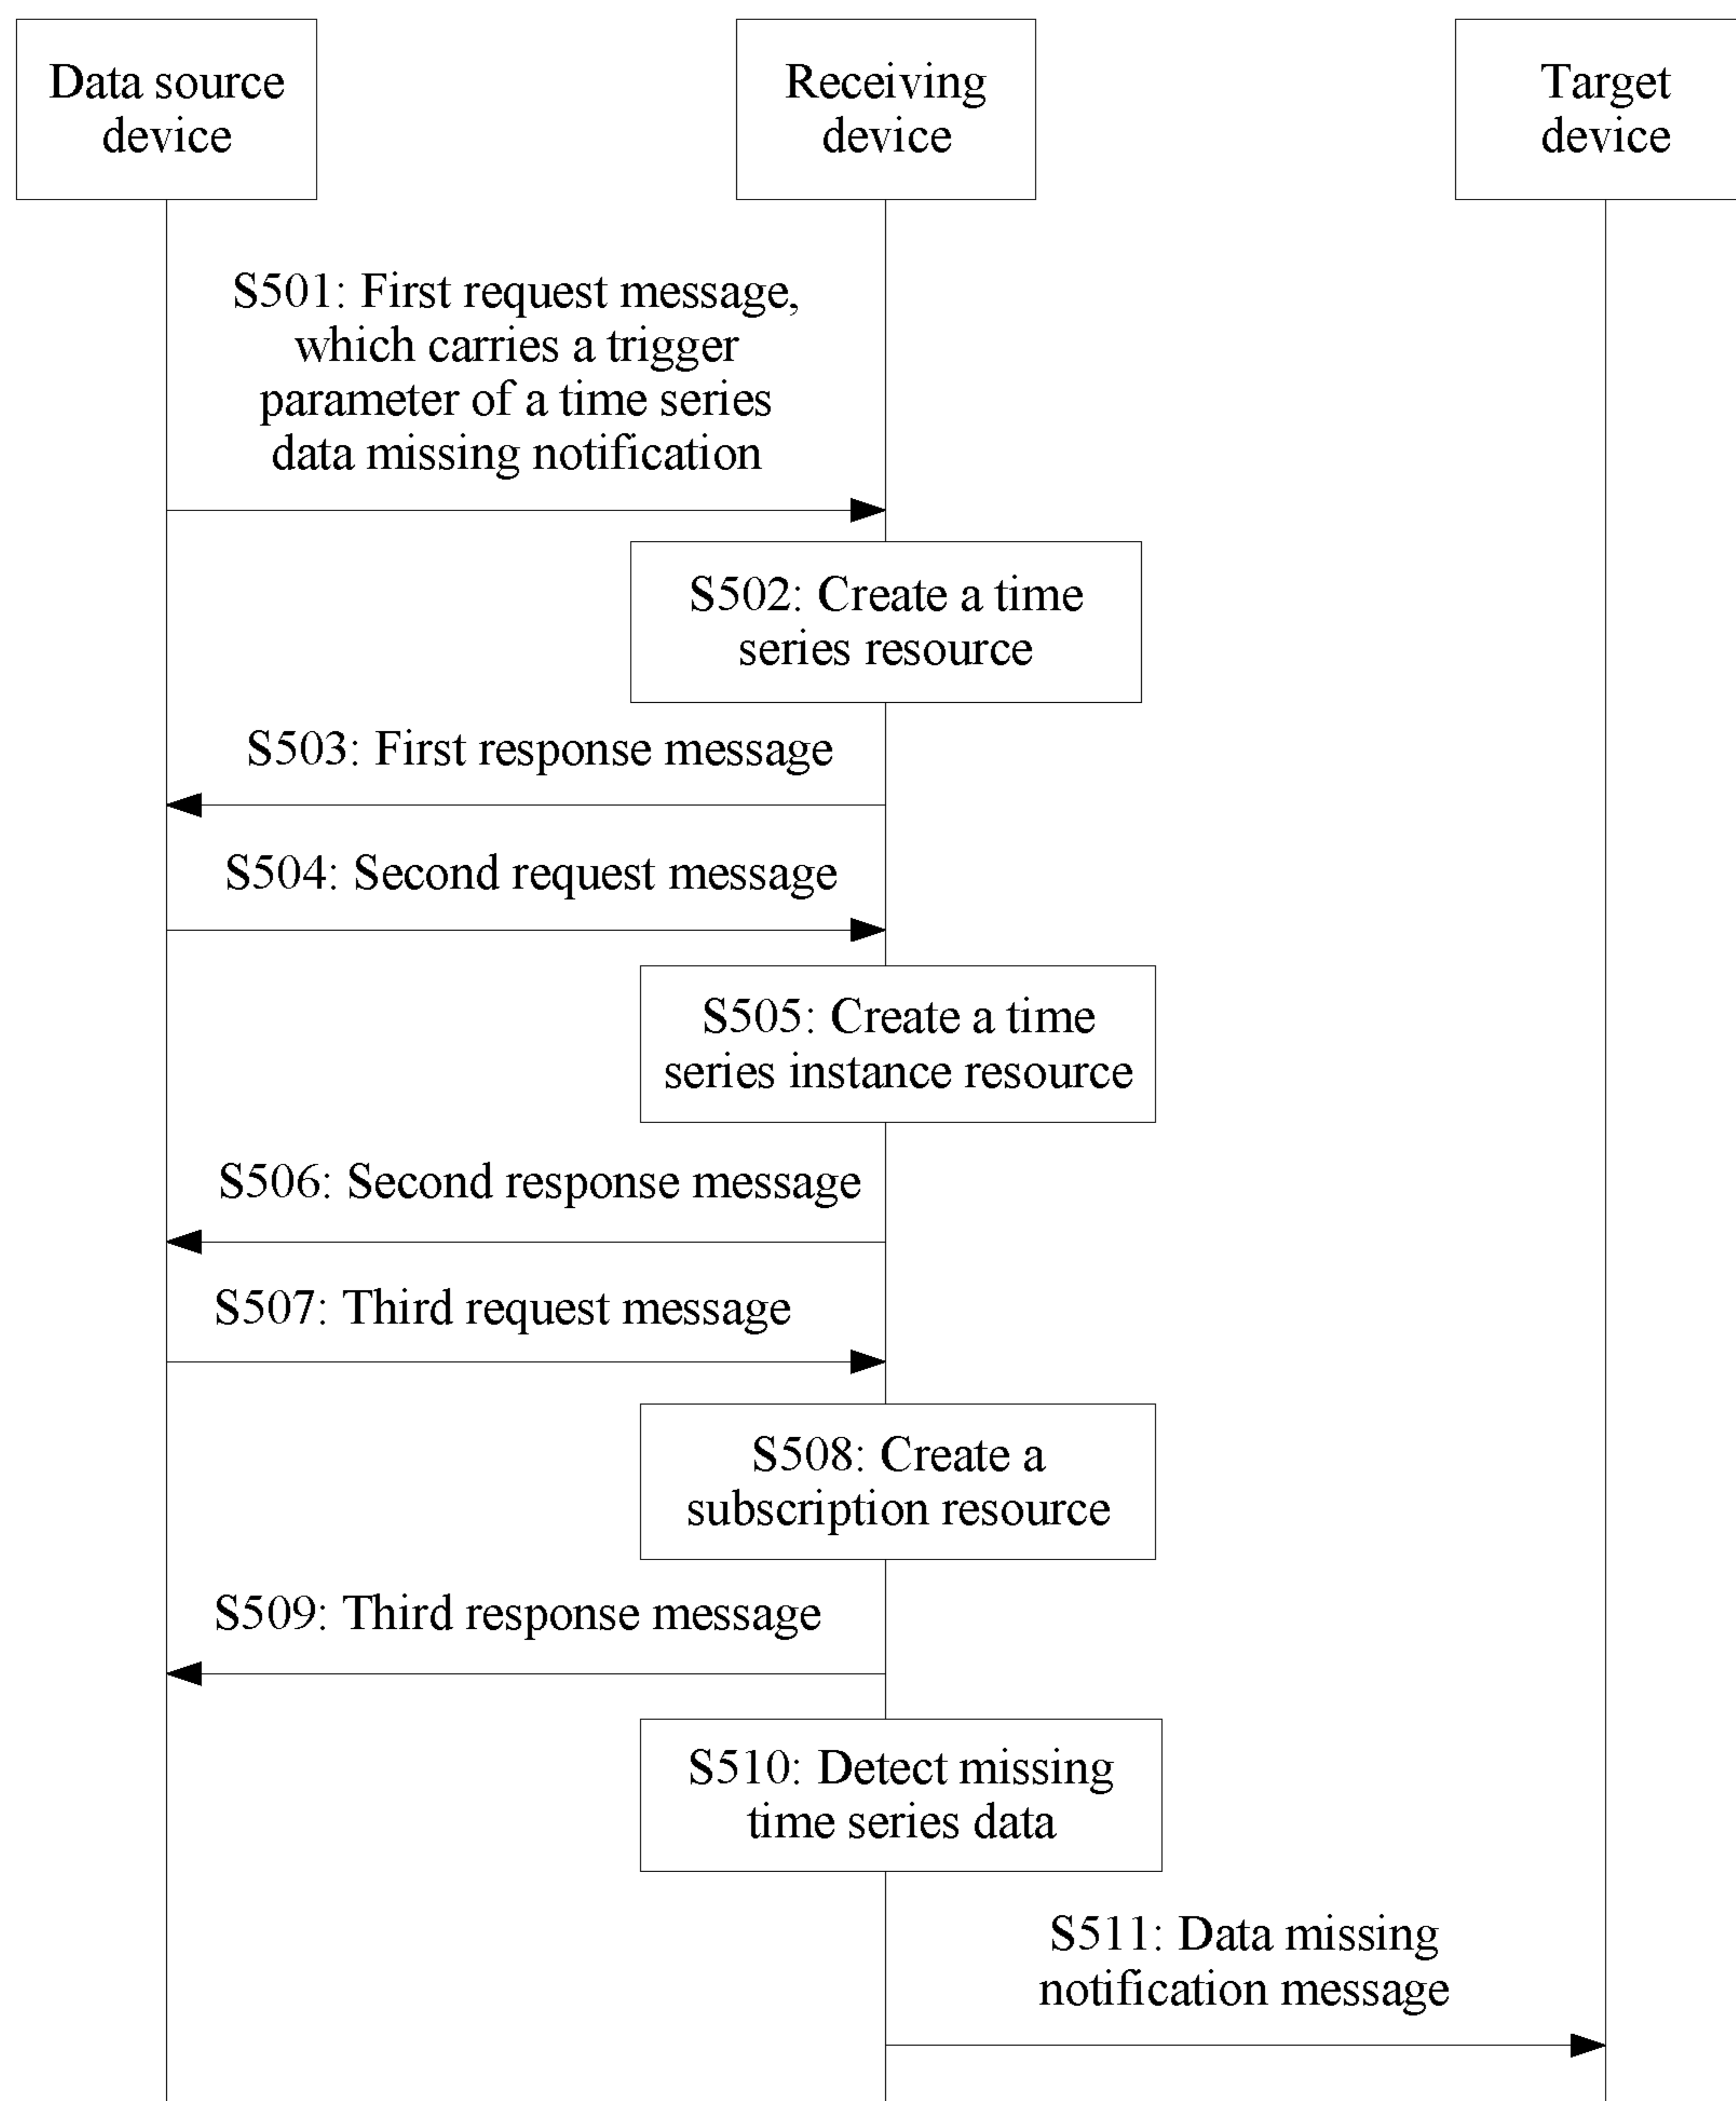 Data source
device
Receiving
device
Target
device
S501: First request message,
which carries a trigger
parameter of a time series
data missing notification
S502: Create a time
series resource
S503: First response message
S504: Second request message
S505: Create a time
series instance resource
S506: Second response message
S507: Third request message
S508: Create a
subscription resource
S509: Third response message
S510: Detect missing
time series data
S511: Data missing
notification message